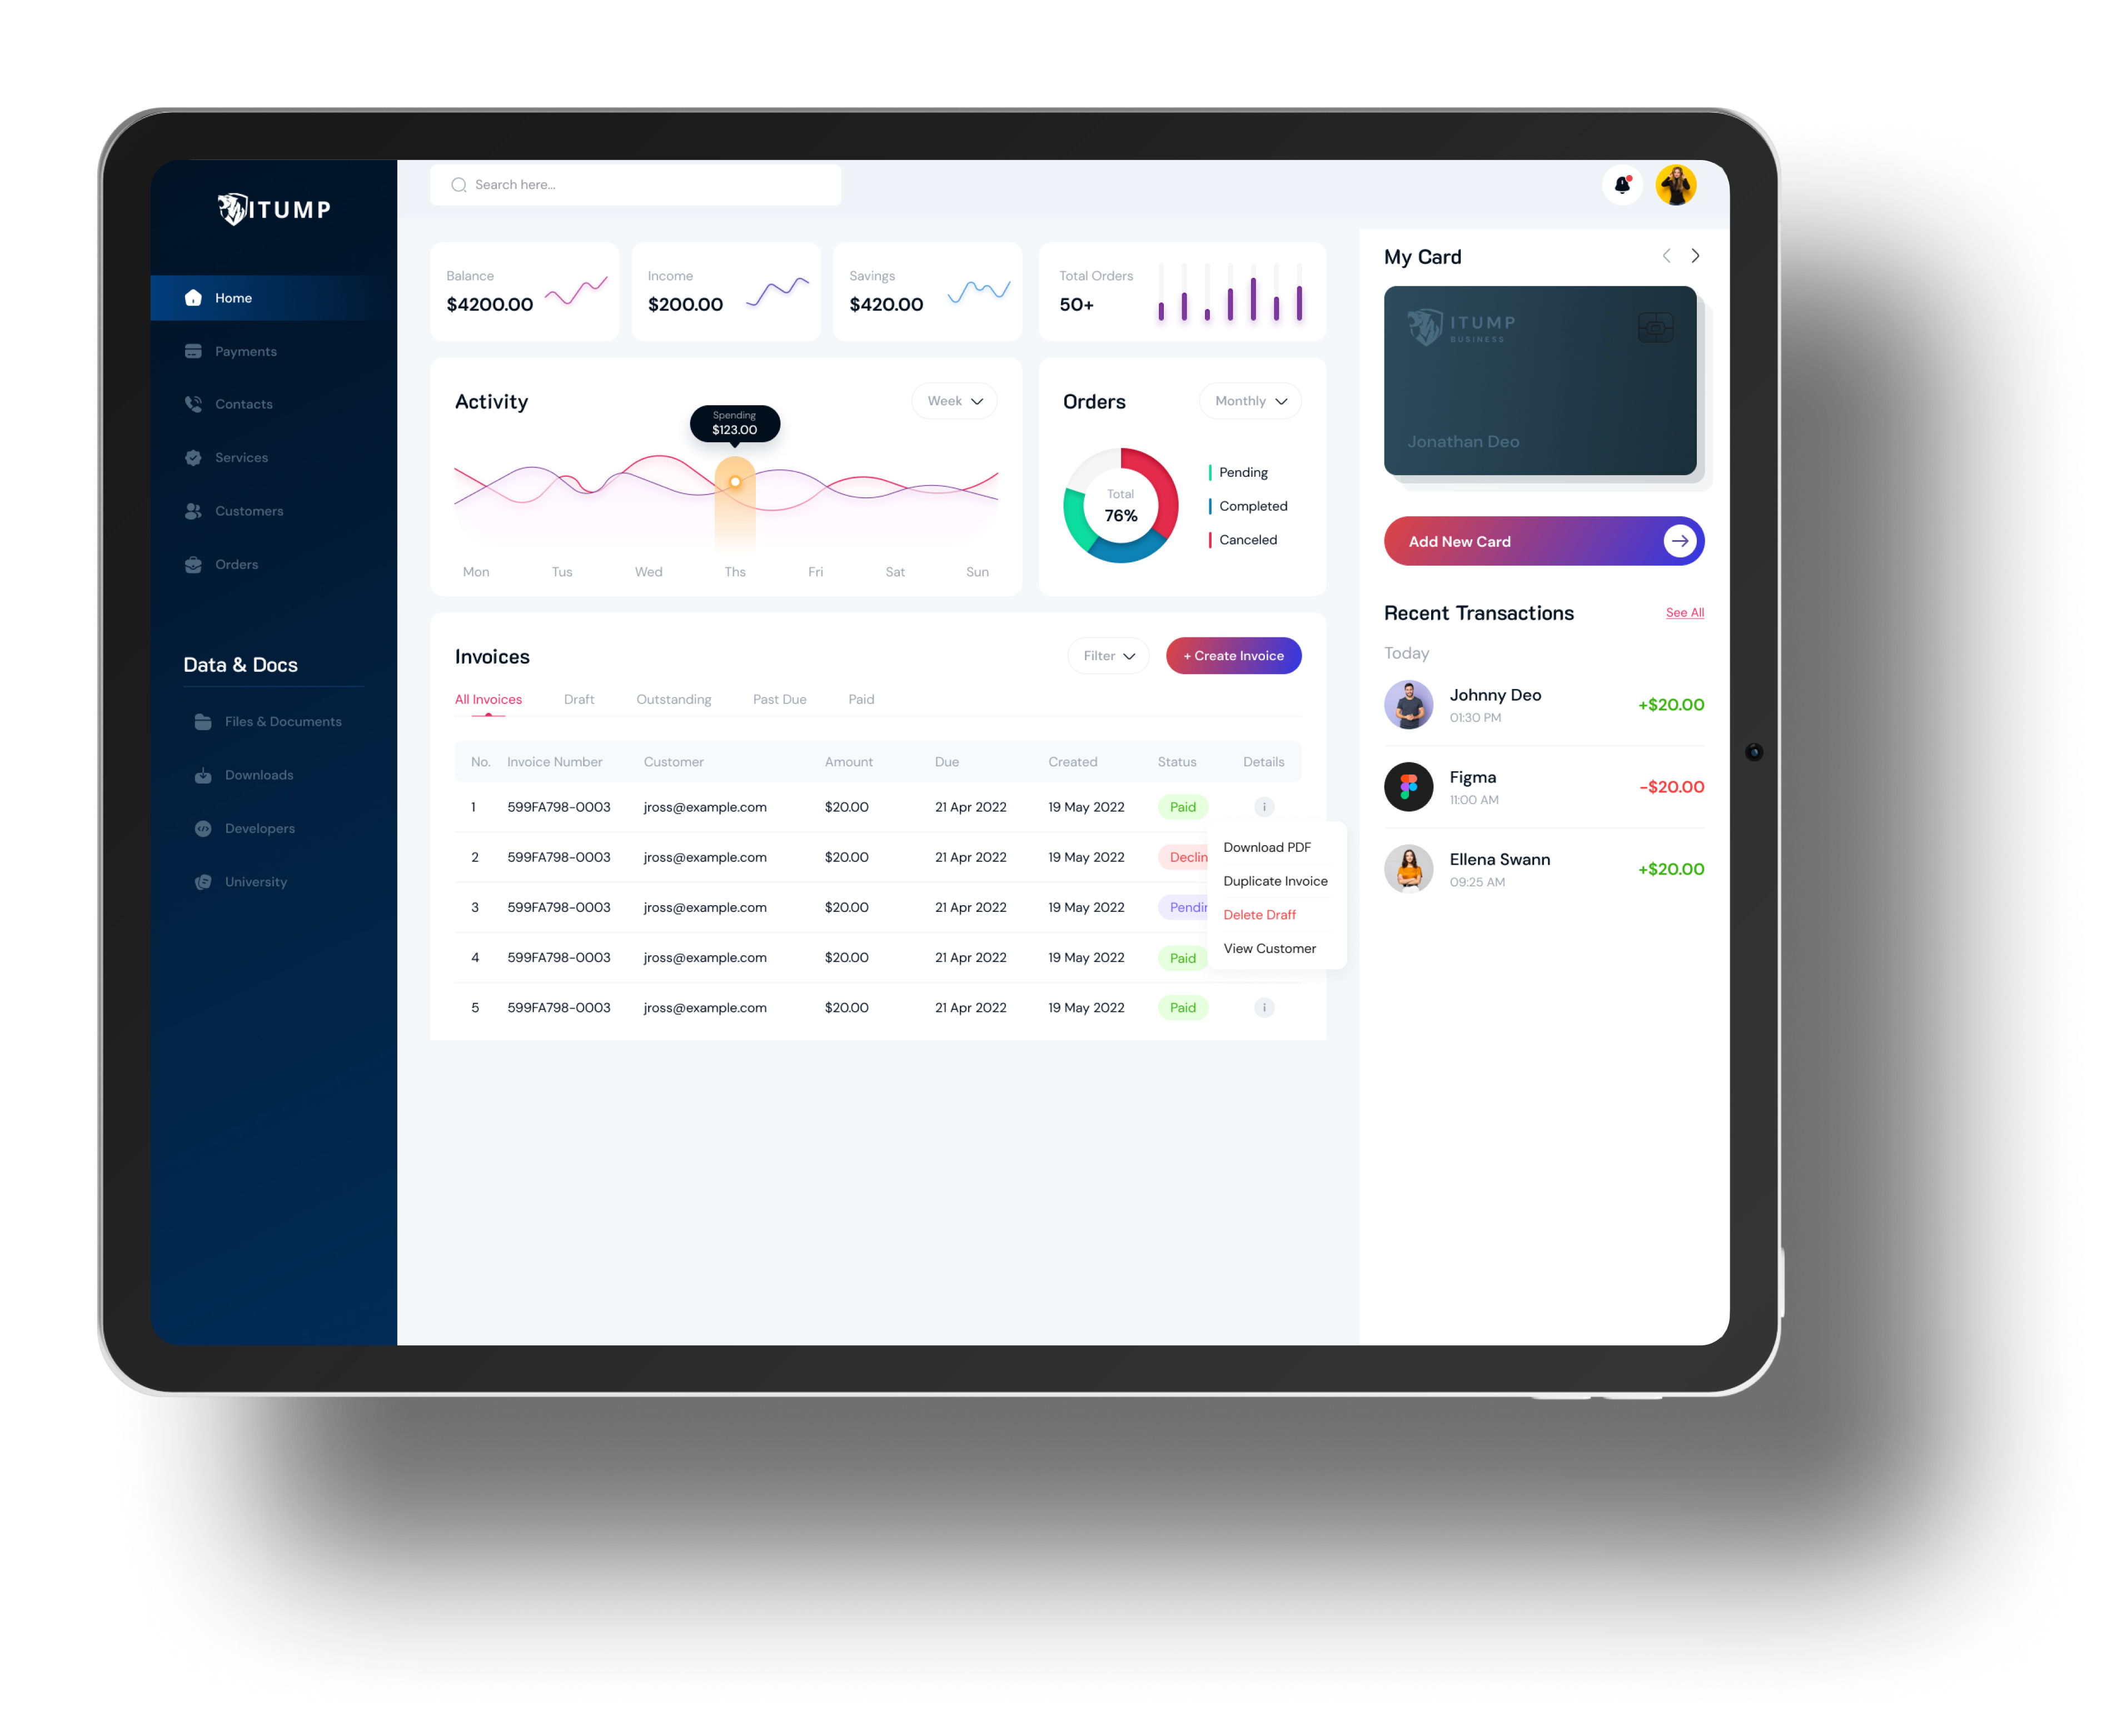 ITUMP
Search here...
Home
Payments
Contacts
Services
Customers
Orders
Data & Docs
Files & Documents
Downloads
Developers
University
Balance
$4200.00
Income
$200.00
Savings
$420.00
Total Orders
50+
Activity
Week
Spending
$123.00
Mon Tus Wed Ths Fri Sat Sun
Orders
Monthly
Total
76%
Pending
Completed
Canceled
Invoices
Filter
+ Create Invoice
All Invoices Draft Outstanding Past Due Paid
No. Invoice Number Customer Amount Due Created Status Details
1 599FA798-0003 jross@example.com $20.00 21 Apr 2022 19 May 2022 Paid i
2 599FA798-0003 jross@example.com $20.00 21 Apr 2022 19 May 2022 Declin
3 599FA798-0003 jross@example.com $20.00 21 Apr 2022 19 May 2022 Pendin
4 599FA798-0003 jross@example.com $20.00 21 Apr 2022 19 May 2022 Paid
5 599FA798-0003 jross@example.com $20.00 21 Apr 2022 19 May 2022 Paid i
Download PDF
Duplicate Invoice
Delete Draff
View Customer
My Card
ITUMP
BUSINESS
Jonathan Deo
Add New Card
Recent Transactions
See All
Today
Johnny Deo
01:30 PM
+$20.00
Figma
11:00 AM
-$20.00
Ellena Swann
09:25 AM
+$20.00